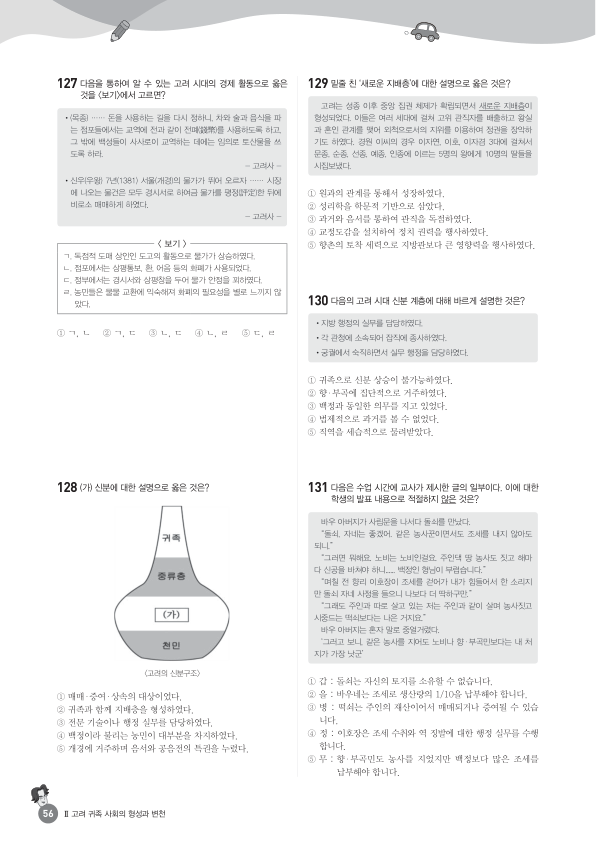 127 다음을 통하여 알 수 있는 고려 시대의 경제 활동으로 옳은
것을 〈보기〉에서 고르면?
• (목종) …… 돈을 사용하는 길을 다시 정하니, 차와 술과 음식을 파
는 점포들에서는 교역에 전과 같이 전폐(錢幣)를 사용하도록 하고,
그 밖에 백성들이 사사로이 교역하는 데에는 임의로 토산물을 쓰
도록 하라.
– 고려사 –
• 신우(우왕) 7년(1381) 서울(개경)의 물가가 뛰어 오르자 …… 시장
에 나오는 물건은 모두 경시서로 하여금 물가를 평정(評定)한 뒤에
비로소 매매하게 하였다.
– 고려사 –
〈 보기 〉
ㄱ. 독점적 도매 상인인 도고의 활동으로 물가가 상승하였다.
ㄴ. 점포에서는 삼평통보, 환, 어음 등의 화폐가 사용되었다.
ㄷ. 정부에서는 경시서와 상평창을 두어 물가 안정을 꾀하였다.
ㄹ. 농민들은 물물 교환에 익숙해져 화폐의 필요성을 별로 느끼지 않
았다.
① ㄱ, ㄴ ② ㄱ, ㄷ ③ ㄴ, ㄷ ④ ㄴ, ㄹ ⑤ ㄷ, ㄹ
128 (가) 신분에 대한 설명으로 옳은 것은?
귀족
중류층
(가)
천민
〈고려의 신분구조〉
① 매매·증여·상속의 대상이었다.
② 귀족과 함께 지배층을 형성하였다.
③ 전문 기술이나 행정 실무를 담당하였다.
④ 백정이라 불리는 농민이 대부분을 차지하였다.
⑤ 개경에 거주하며 음서와 공음전의 특권을 누렸다.
129 밑줄 친 '새로운 지배층'에 대한 설명으로 옳은 것은?
고려는 성종 이후 중앙 집권 체제가 확립되면서 새로운 지배층이
형성되었다. 이들은 여러 세대에 걸쳐 고위 관직자를 배출하고 왕실
과 혼인 관계를 맺어 외척으로서의 지위를 이용하여 정권을 장악하
기도 하였다. 경원 이씨의 경우 이자연, 이호, 이자겸 3대에 걸쳐서
문종, 순종, 선종, 예종, 인종에 이르는 5명의 왕에게 10명의 딸들을
시집보냈다.
① 원과의 관계를 통해서 성장하였다.
② 성리학을 학문적 기반으로 삼았다.
③ 과거와 음서를 통하여 관직을 독점하였다.
④ 교정도감을 설치하여 정치 권력을 행사하였다.
⑤ 향촌의 토착 세력으로 지방관보다 큰 영향력을 행사하였다.
130 다음의 고려 시대 신분 계층에 대해 바르게 설명한 것은?
• 지방 행정의 실무를 담당하였다.
• 각 관청에 소속되어 잡직에 종사하였다.
• 궁궐에서 숙직하면서 실무 행정을 담당하였다.
① 귀족으로 신분 상승이 불가능하였다.
② 향·부곡에 집단적으로 거주하였다.
③ 백정과 동일한 의무를 지고 있었다.
④ 법제적으로 과거를 볼 수 없었다.
⑤ 직역을 세습적으로 물려받았다.
131 다음은 수업 시간에 교사가 제시한 글의 일부이다. 이에 대한
학생의 발표 내용으로 적절하지 않은 것은?
바우 아버지가 사립문을 나서다 돌쇠를 만났다.
"돌쇠, 자네는 좋겠어. 같은 농사꾼이면서도 조세를 내지 않아도
되니."
"그러면 뭐해요. 노비는 노비인걸요. 주인댁 땅 농사도 짓고 해마
다 신공을 바쳐야 하니..... 백정인 형님이 부럽습니다."
"며칠 전 향리 이호장이 조세를 걷어가 내가 힘들어서 한 소리지
만 돌쇠 자네 사정을 들으니 나보다 더 딱하구만."
"그래도 주인과 따로 살고 있는 저는 주인과 같이 살며 농사짓고
시중드는 떡쇠보다는 나은 거지요."
바우 아버지는 혼자 말로 중얼거렸다.
'그러고 보니, 같은 농사를 지어도 노비나 향·부곡민보다는 내 처
지가 가장 낫군'
① 갑 : 돌쇠는 자신의 토지를 소유할 수 없습니다.
② 을 : 바우네는 조세로 생산량의 1/10을 납부해야 합니다.
③ 병 : 떡쇠는 주인의 재산이어서 매매되거나 증여될 수 있습
니다.
④ 정 : 이호장은 조세 수취와 역 징발에 대한 행정 실무를 수행
합니다.
⑤ 무 : 향·부곡민도 농사를 지었지만 백정보다 많은 조세를
납부해야 합니다.
56 Ⅱ 고려 귀족 사회의 형성과 변천